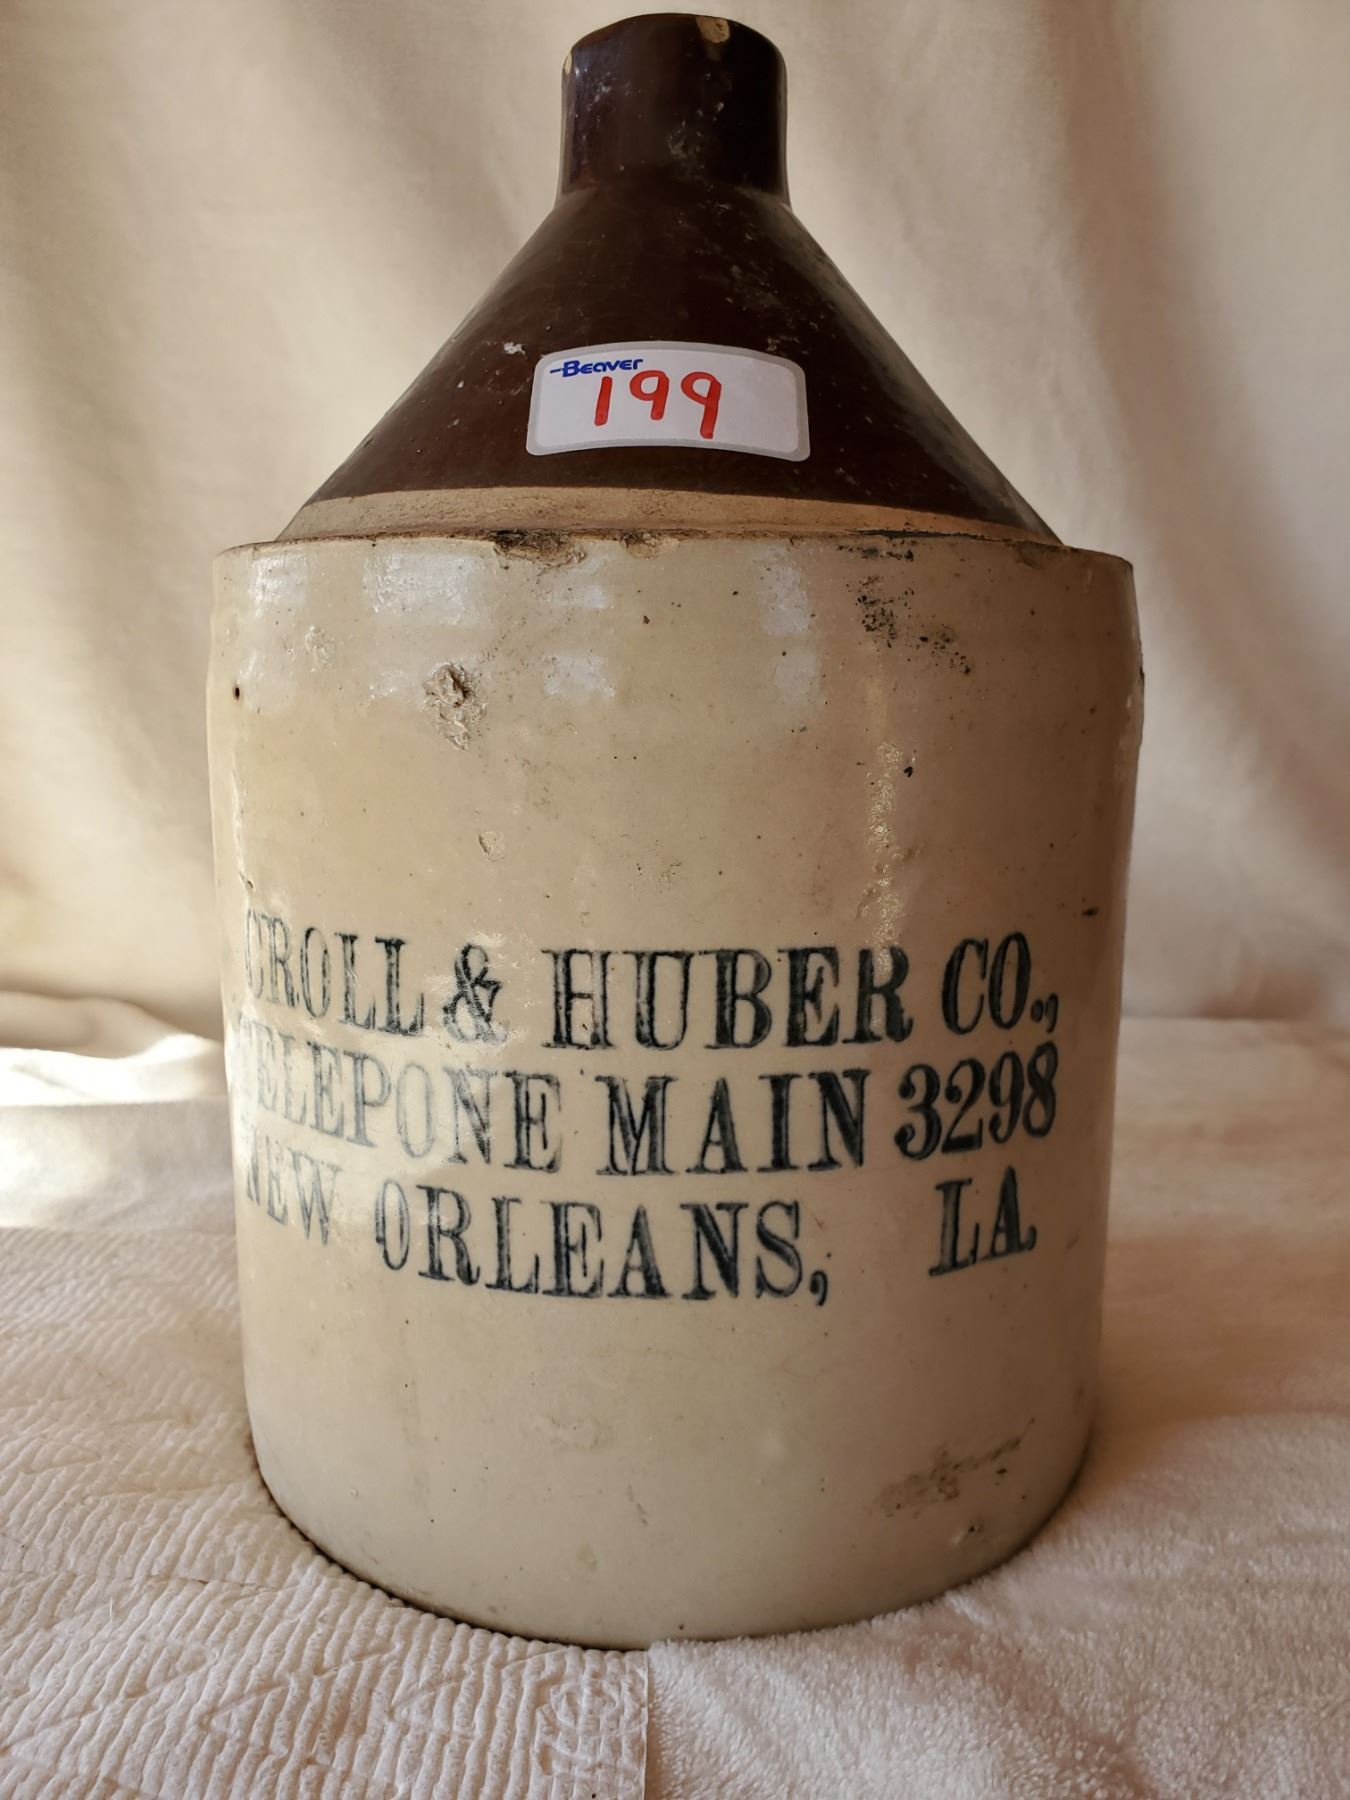 Beaver
199
CROLL & HUBER CO.,
TELEPONE MAIN 3298
NEW ORLEANS, LA.